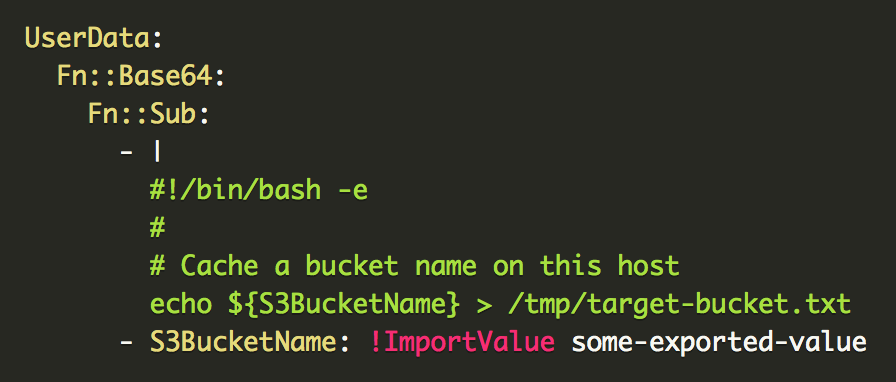 UserData:
  Fn::Base64:
    Fn::Sub:
      - |
        #!/bin/bash -e
        #
        # Cache a bucket name on this host
        echo ${S3BucketName} > /tmp/target-bucket.txt
      - S3BucketName: !ImportValue some-exported-value